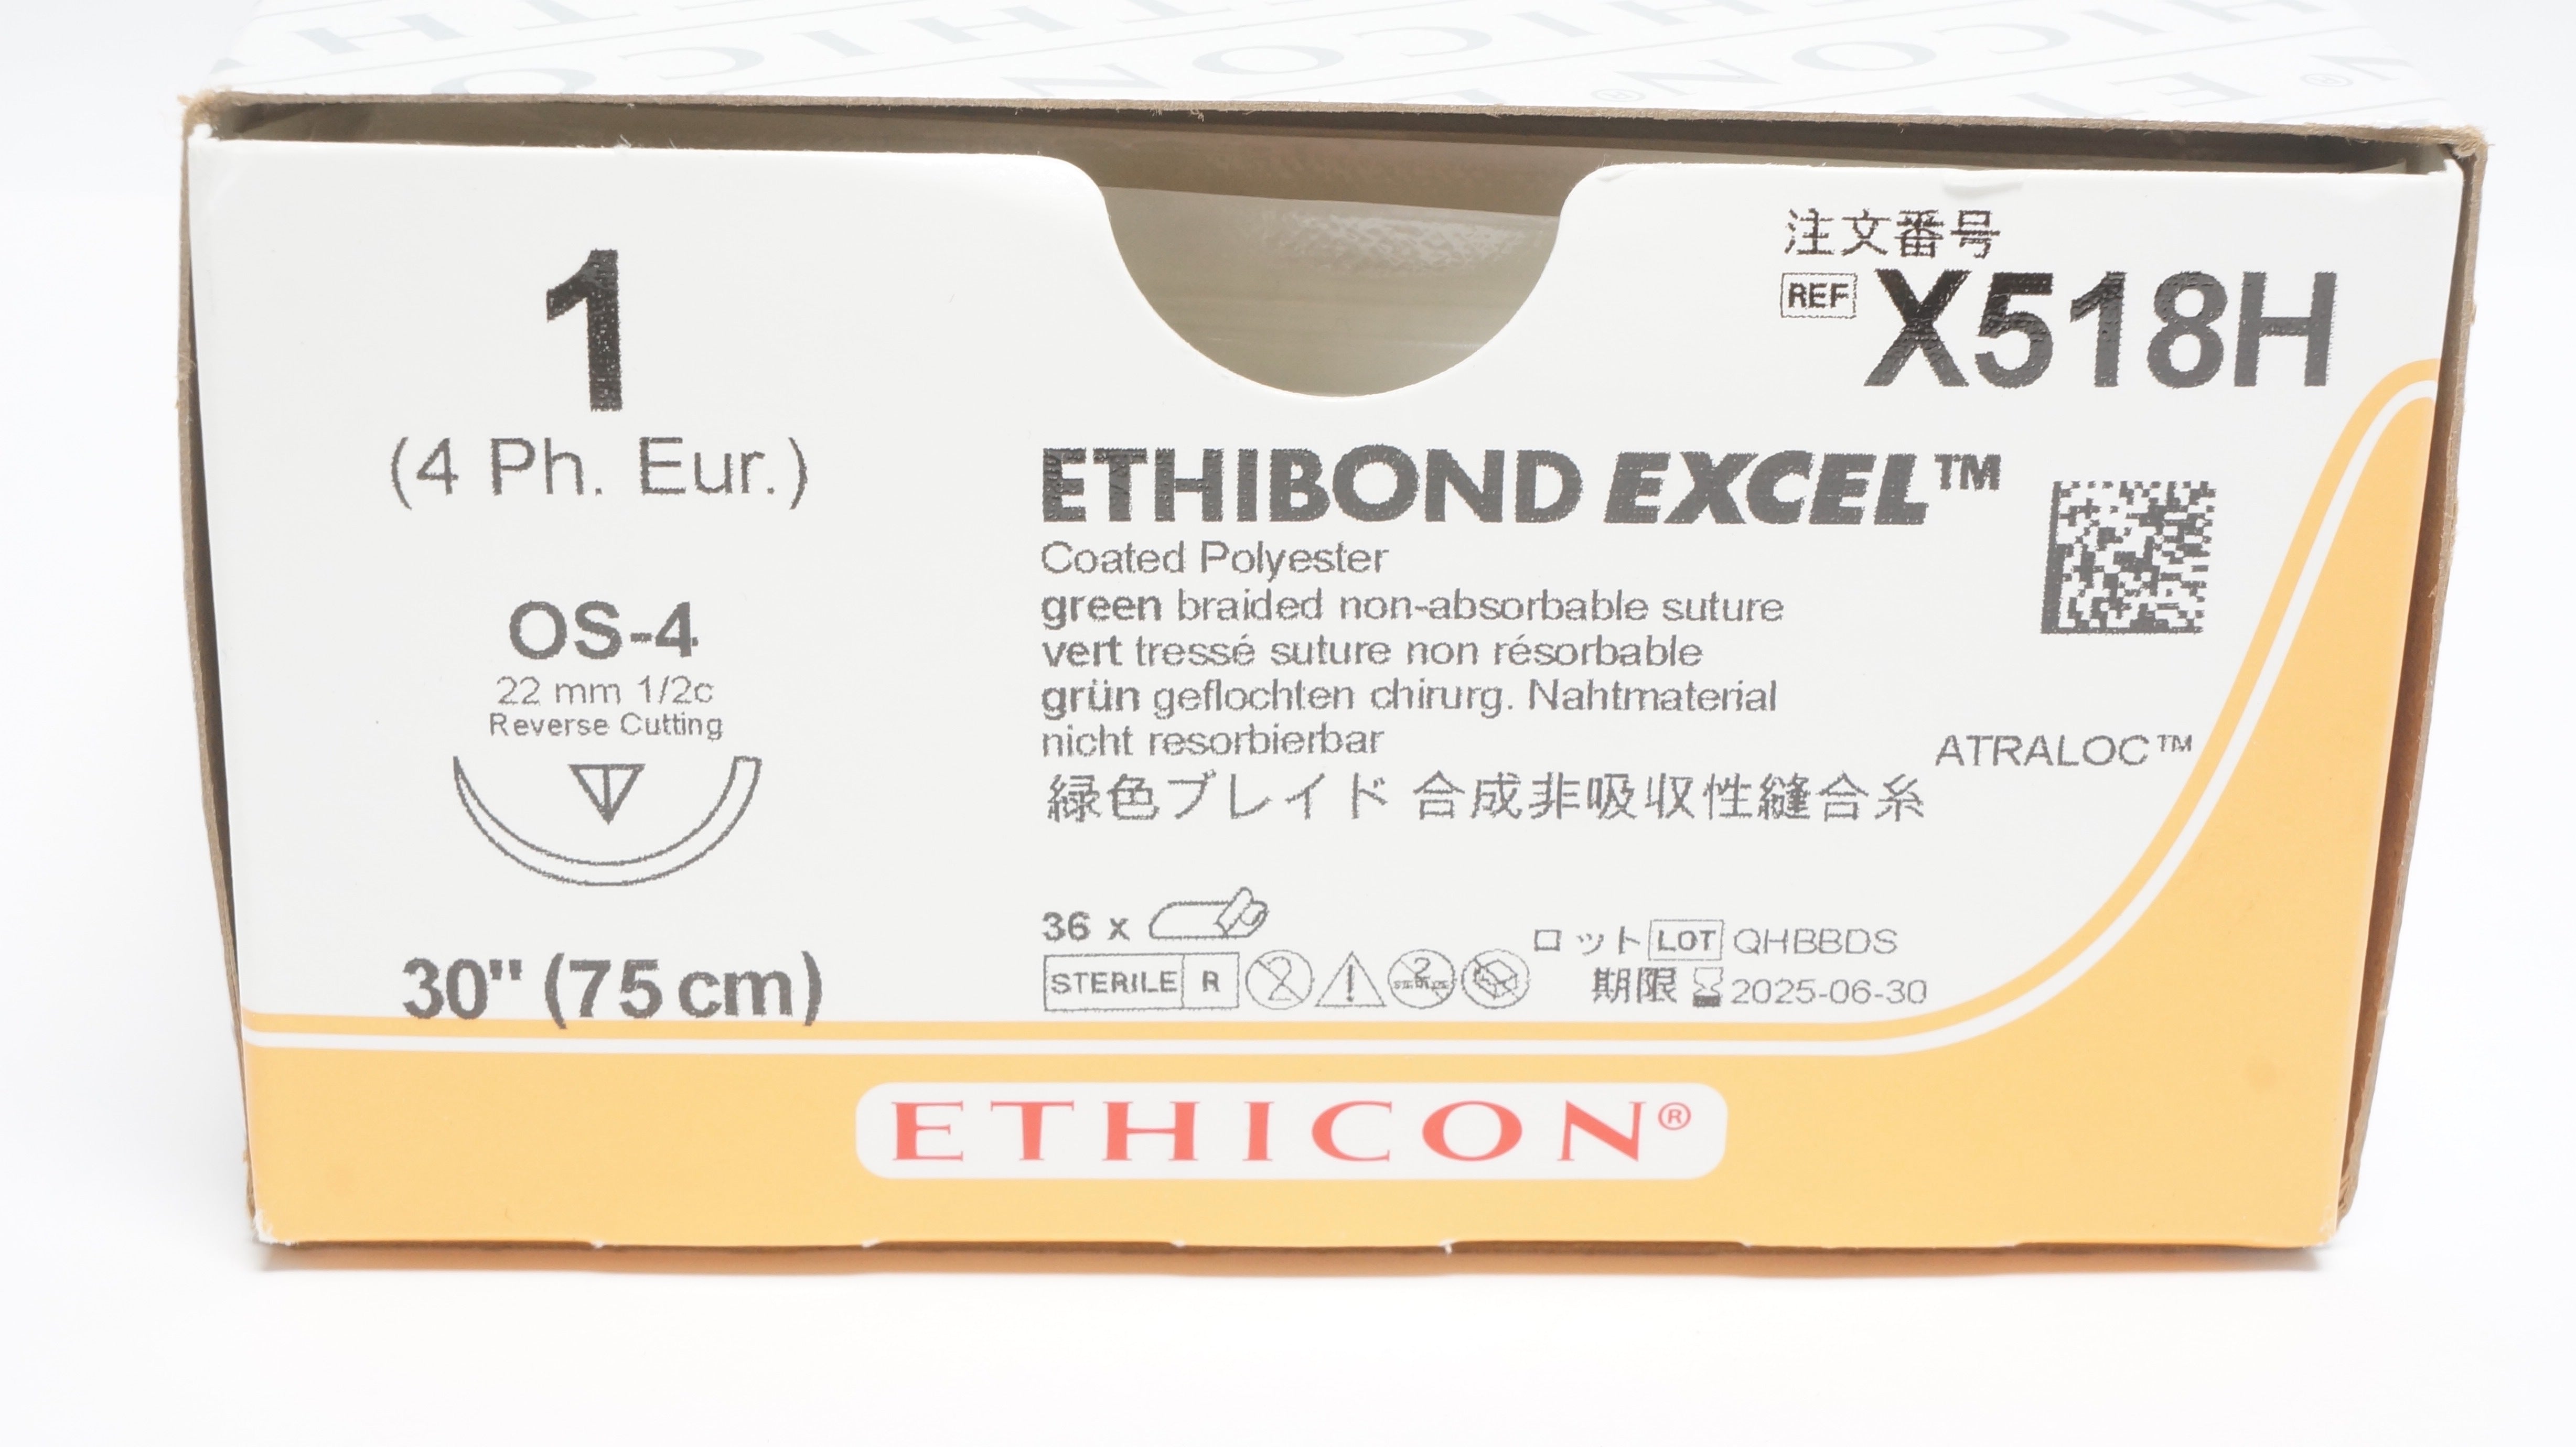 ETHICON®
注文番号
REF X518H
1
(4 Ph. Eur.)
OS-4
22 mm 1/2c
Reverse Cutting
30" (75 cm)
ETHIBOND EXCEL™
Coated Polyester
green braided non-absorbable suture
vert tressé suture non résorbable
grün geflochten chirurg. Nahtmaterial
nicht resorbierbar
緑色ブレイド 合成非吸収性縫合糸
ATRALOC™
36 x
STERILE R
ロット LOT QHBBDS
期限 2025-06-30
ETHICON®